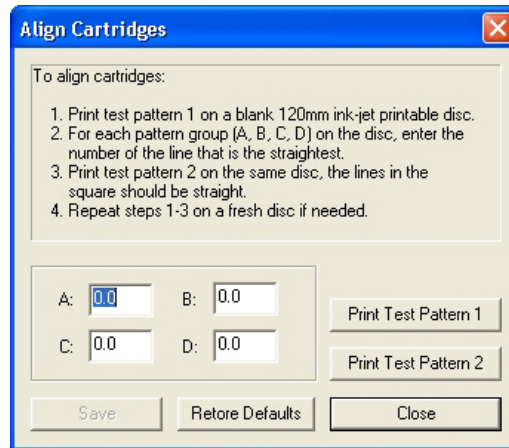 Align Cartridges
To align cartridges:
1. Print test pattern 1 on a blank 120mm ink-jet printable disc.
2. For each pattern group (A, B, C, D) on the disc, enter the
number of the line that is the straightest.
3. Print test pattern 2 on the same disc, the lines in the
square should be straight.
4. Repeat steps 1-3 on a fresh disc if needed.
A: 0.0 B: 0.0
Print Test Pattern 1
C: 0.0 D: 0.0
Print Test Pattern 2
Save Retore Defaults Close